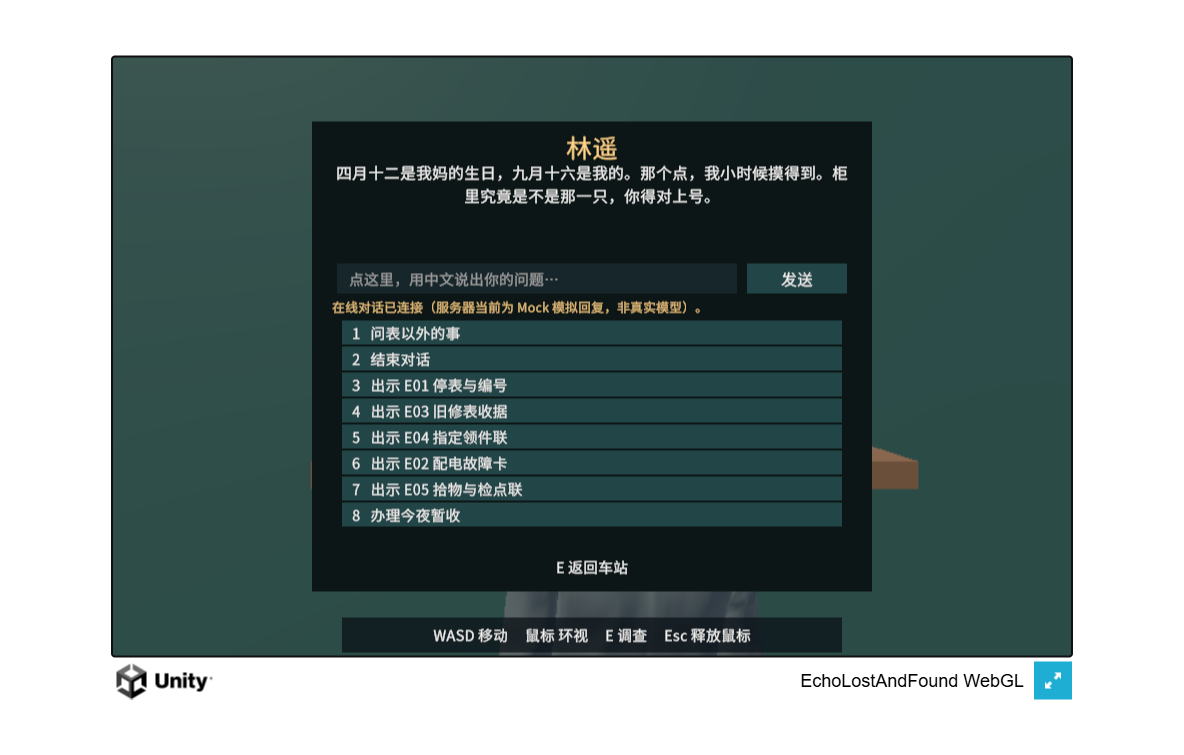 林遥
四月十二是我妈的生日，九月十六是我的。那个点，我小时候摸得到。柜
里究竟是不是那一只，你得对上号。
点这里，用中文说出你的问题…
发送
在线对话已连接（服务器当前为 Mock 模拟回复，非真实模型）。
1 问表以外的事
2 结束对话
3 出示 E01 停表与编号
4 出示 E03 旧修表收据
5 出示 E04 指定领件联
6 出示 E02 配电故障卡
7 出示 E05 拾物与检点联
8 办理今夜暂收
E 返回车站
WASD 移动 鼠标 环视 E 调查 Esc 释放鼠标
Unity
EchoLostAndFound WebGL